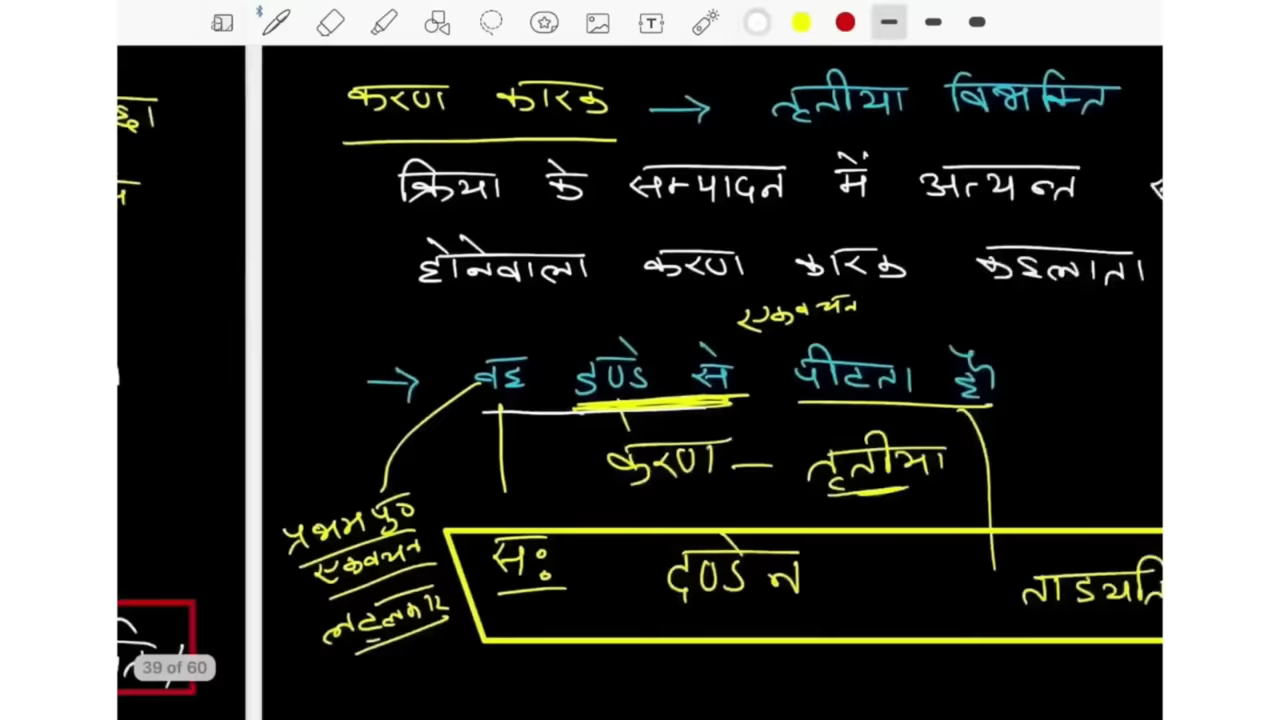 करण कारक → तृतीया विभक्ति
क्रिया के सम्पादन में अत्यन्त
होनेवाला करण कारक कहलाता
एकवचन
→ वह डण्डे से पीटता है
करण — तृतीया
प्रथम पु०
एकवचन
लट्लकार
सः दण्डेन ताडयति
39 of 60